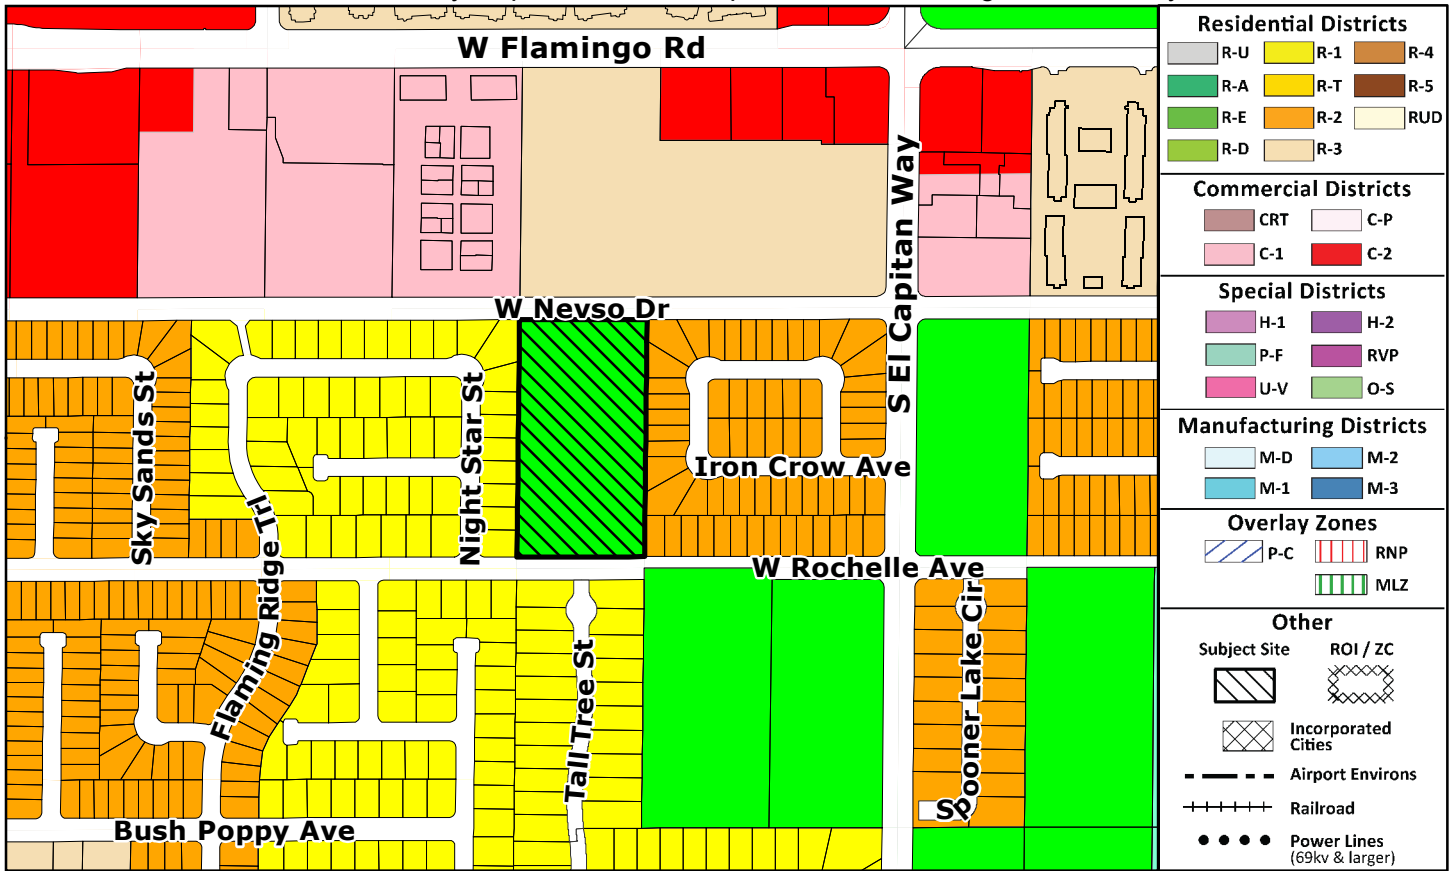 W Flamingo Rd
S El Capitan Way
W Nevso Dr
Sky Sands St
Night Star St
Iron Crow Ave
Flaming Ridge Trl
W Rochelle Ave
Tall Tree St
Spooner Lake Cir
Bush Poppy Ave
Residential Districts
R-U R-1 R-4
R-A R-T R-5
R-E R-2 RUD
R-D R-3
Commercial Districts
CRT C-P
C-1 C-2
Special Districts
H-1 H-2
P-F RVP
U-V O-S
Manufacturing Districts
M-D M-2
M-1 M-3
Overlay Zones
P-C RNP
MLZ
Other
Subject Site ROI / ZC
Incorporated
Cities
Airport Environs
Railroad
Power Lines
(69kv & larger)